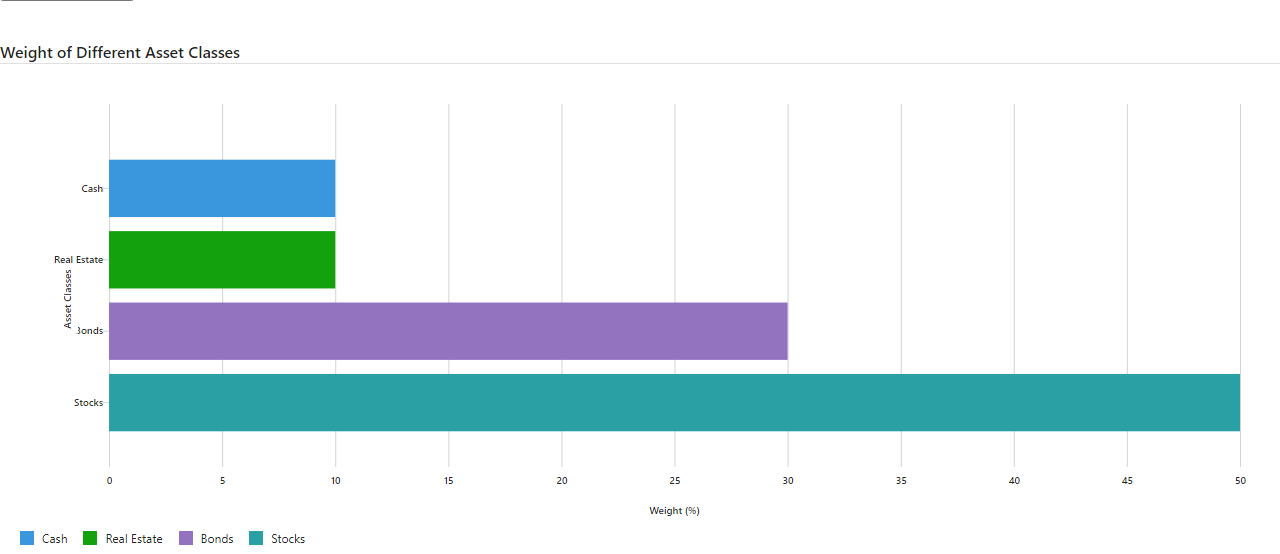 Weight of Different Asset Classes
Cash
Real Estate
Asset Classes
Bonds
Stocks
0 5 10 15 20 25 30 35 40 45 50
Weight (%)
Cash Real Estate Bonds Stocks